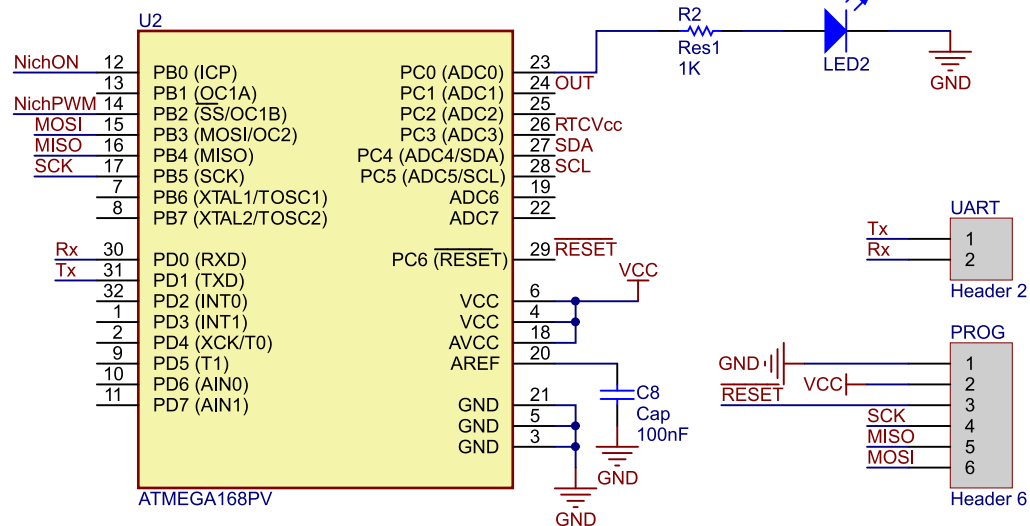 U2
NichON 12 PB0 (ICP) PC0 (ADC0) 23
13 PB1 (OC1A) PC1 (ADC1) 24 OUT
NichPWM 14 PB2 (SS/OC1B) PC2 (ADC2) 25
MOSI 15 PB3 (MOSI/OC2) PC3 (ADC3) 26 RTCVcc
MISO 16 PB4 (MISO) PC4 (ADC4/SDA) 27 SDA
SCK 17 PB5 (SCK) PC5 (ADC5/SCL) 28 SCL
7 PB6 (XTAL1/TOSC1) ADC6 19
8 PB7 (XTAL2/TOSC2) ADC7 22
Rx 30 PD0 (RXD) PC6 (RESET) 29 RESET
Tx 31 PD1 (TXD)
32 PD2 (INT0) VCC 6 VCC
1 PD3 (INT1) VCC 4
2 PD4 (XCK/T0) AVCC 18
9 PD5 (T1) AREF 20
10 PD6 (AIN0)
11 PD7 (AIN1) GND 21
GND 5
GND 3
ATMEGA168PV
GND
C8
Cap
100nF
GND
R2
Res1
1K
LED2
GND
UART
Tx 1
Rx 2
Header 2
PROG
GND 1
VCC 2
RESET 3
SCK 4
MISO 5
MOSI 6
Header 6